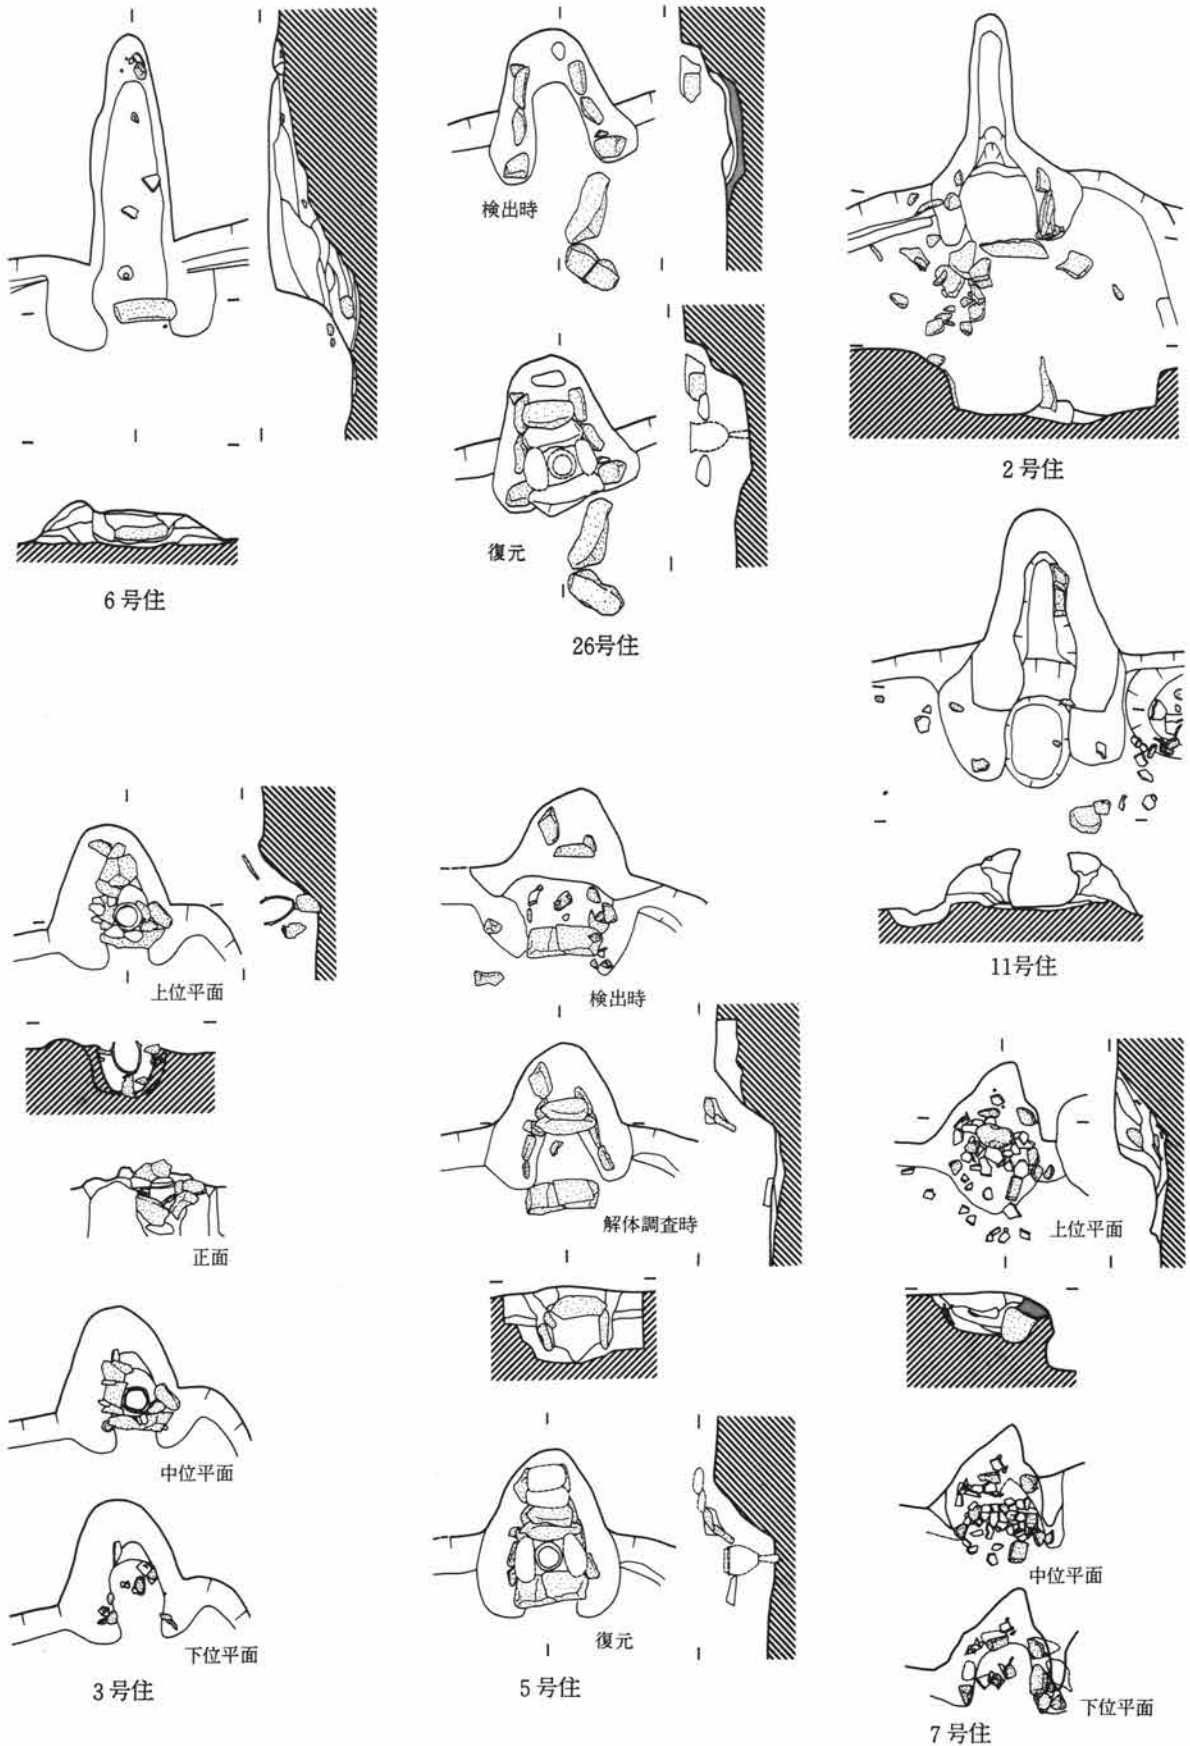 検出時
2号住
復元
6号住
26号住
11号住
上位平面
検出時
解体調査時
上位平面
正面
中位平面
中位平面
復元
下位平面
下位平面
3号住
5号住
7号住